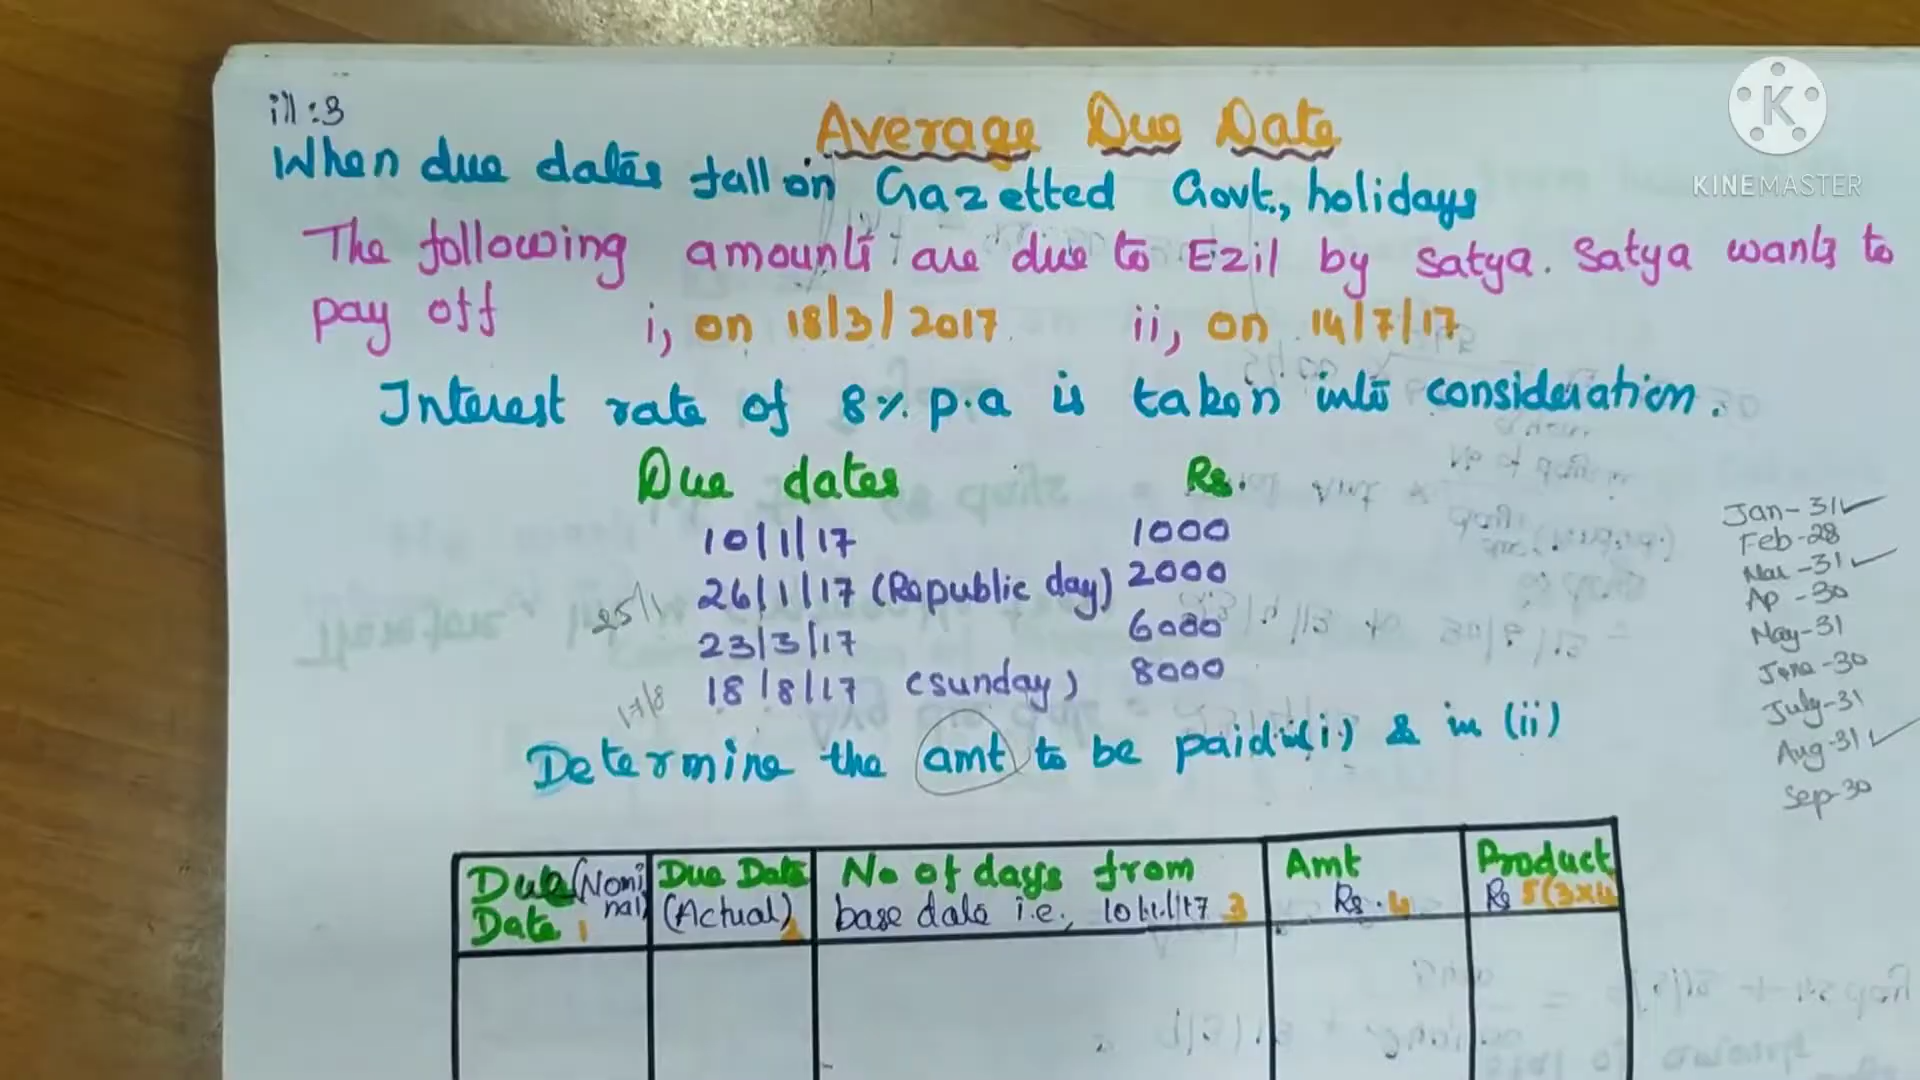 ill:3
Average Due Date
When due dates fall on Gazetted Govt., holidays
The following amounts are due to Ezil by Satya. Satya wants to
pay off i, on 18/3/2017 ii, on 14/7/17
Interest rate of 8% p.a is taken into consideration.
Due dates Rs.
10/1/17 1000
25/1 26/1/17 (Republic day) 2000
23/3/17 6000
17/8 18/8/17 (Sunday) 8000
Determine the amt to be paid in (i) & in (ii)
Jan-31 ✓
Feb-28
Mar-31 ✓
Ap-30
May-31
June-30
July-31
Aug-31 ✓
Sep-30
Due (Nomi
nal)
Date 1
Due Date
(Actual) 2
No of days from
base date i.e., 10/1/17 3
Amt
Rs. 4
Product
Rs 5(3x4
K
KINEMASTER